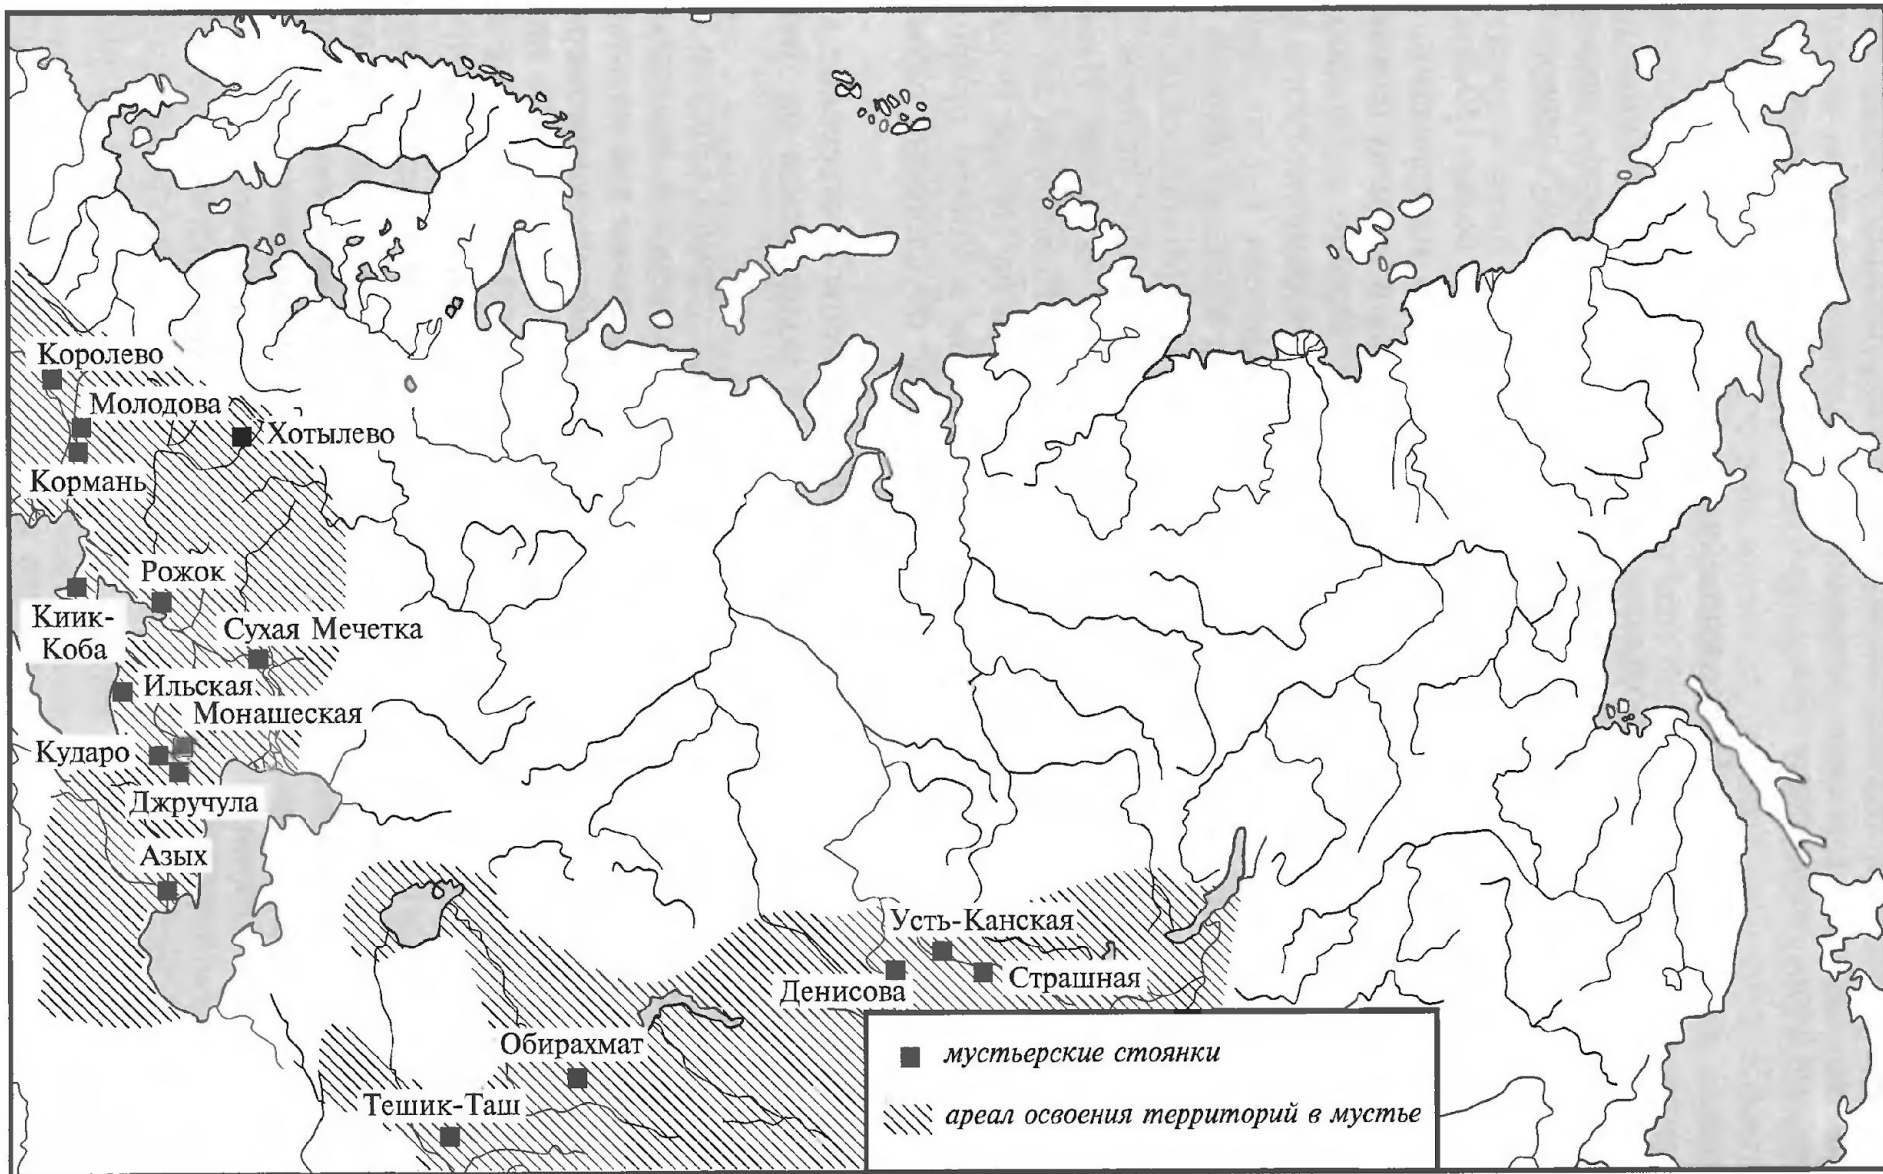 Королево
Молодова
Хотылево
Кормань
Рожок
Киик-
Коба
Сухая Мечетка
Ильская
Монашеская
Кударо
Джручула
Азых
Усть-Канская
Страшная
Денисова
Обирахмат
Тешик-Таш
мустьерские стоянки
ареал освоения территорий в мустье